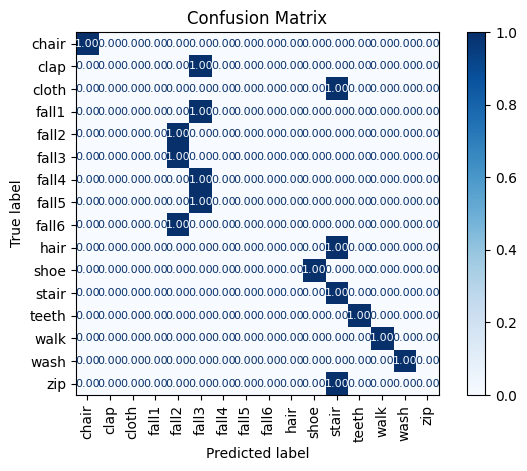 Confusion Matrix
chair 1.00 0.00 0.00 0.00 0.00 0.00 0.00 0.00 0.00 0.00 0.00 0.00 0.00 0.00 0.00 0.00
clap 0.00 0.00 0.00 0.00 0.00 1.00 0.00 0.00 0.00 0.00 0.00 0.00 0.00 0.00 0.00 0.00
cloth 0.00 0.00 0.00 0.00 0.00 0.00 0.00 0.00 0.00 0.00 0.00 1.00 0.00 0.00 0.00 0.00
fall1 0.00 0.00 0.00 0.00 0.00 1.00 0.00 0.00 0.00 0.00 0.00 0.00 0.00 0.00 0.00 0.00
fall2 0.00 0.00 0.00 0.00 1.00 0.00 0.00 0.00 0.00 0.00 0.00 0.00 0.00 0.00 0.00 0.00
fall3 0.00 0.00 0.00 0.00 1.00 0.00 0.00 0.00 0.00 0.00 0.00 0.00 0.00 0.00 0.00 0.00
fall4 0.00 0.00 0.00 0.00 0.00 1.00 0.00 0.00 0.00 0.00 0.00 0.00 0.00 0.00 0.00 0.00
fall5 0.00 0.00 0.00 0.00 0.00 1.00 0.00 0.00 0.00 0.00 0.00 0.00 0.00 0.00 0.00 0.00
fall6 0.00 0.00 0.00 0.00 1.00 0.00 0.00 0.00 0.00 0.00 0.00 0.00 0.00 0.00 0.00 0.00
hair 0.00 0.00 0.00 0.00 0.00 0.00 0.00 0.00 0.00 0.00 0.00 1.00 0.00 0.00 0.00 0.00
shoe 0.00 0.00 0.00 0.00 0.00 0.00 0.00 0.00 0.00 0.00 1.00 0.00 0.00 0.00 0.00 0.00
stair 0.00 0.00 0.00 0.00 0.00 0.00 0.00 0.00 0.00 0.00 0.00 1.00 0.00 0.00 0.00 0.00
teeth 0.00 0.00 0.00 0.00 0.00 0.00 0.00 0.00 0.00 0.00 0.00 0.00 1.00 0.00 0.00 0.00
walk 0.00 0.00 0.00 0.00 0.00 0.00 0.00 0.00 0.00 0.00 0.00 0.00 0.00 1.00 0.00 0.00
wash 0.00 0.00 0.00 0.00 0.00 0.00 0.00 0.00 0.00 0.00 0.00 0.00 0.00 0.00 1.00 0.00
zip 0.00 0.00 0.00 0.00 0.00 0.00 0.00 0.00 0.00 0.00 0.00 1.00 0.00 0.00 0.00 0.00
True label
chair clap cloth fall1 fall2 fall3 fall4 fall5 fall6 hair shoe stair teeth walk wash zip
Predicted label
1.0
0.8
0.6
0.4
0.2
0.0